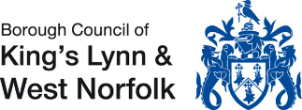 Borough Council of
King's Lynn &
West Norfolk